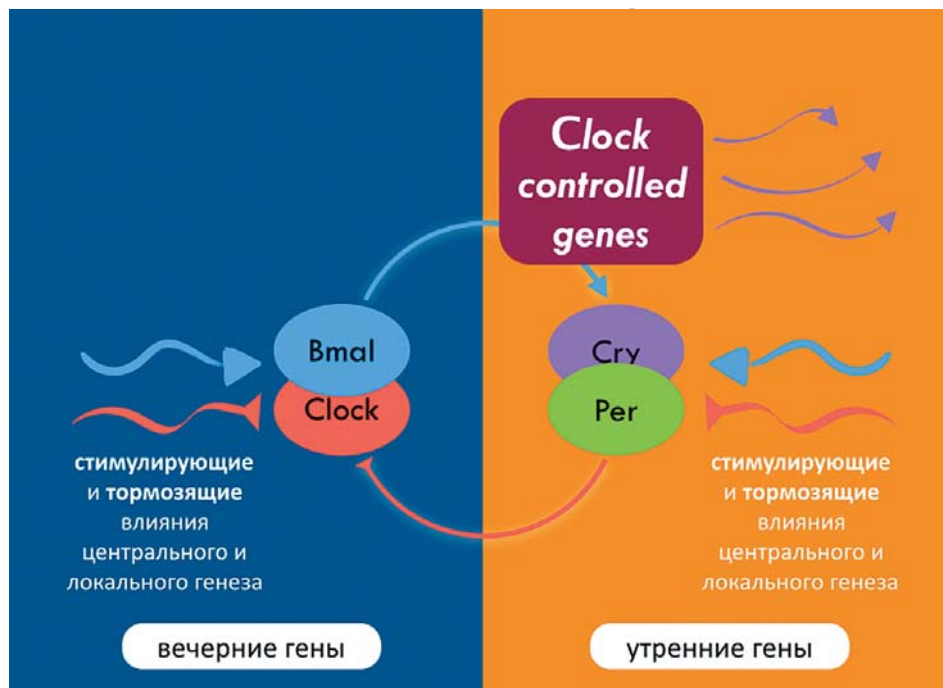 Clock
controlled
genes
Bmal
Clock
Cry
Per
стимулирующие
и тормозящие
влияния
центрального и
локального генеза
стимулирующие
и тормозящие
влияния
центрального и
локального генеза
вечерние гены
утренние гены